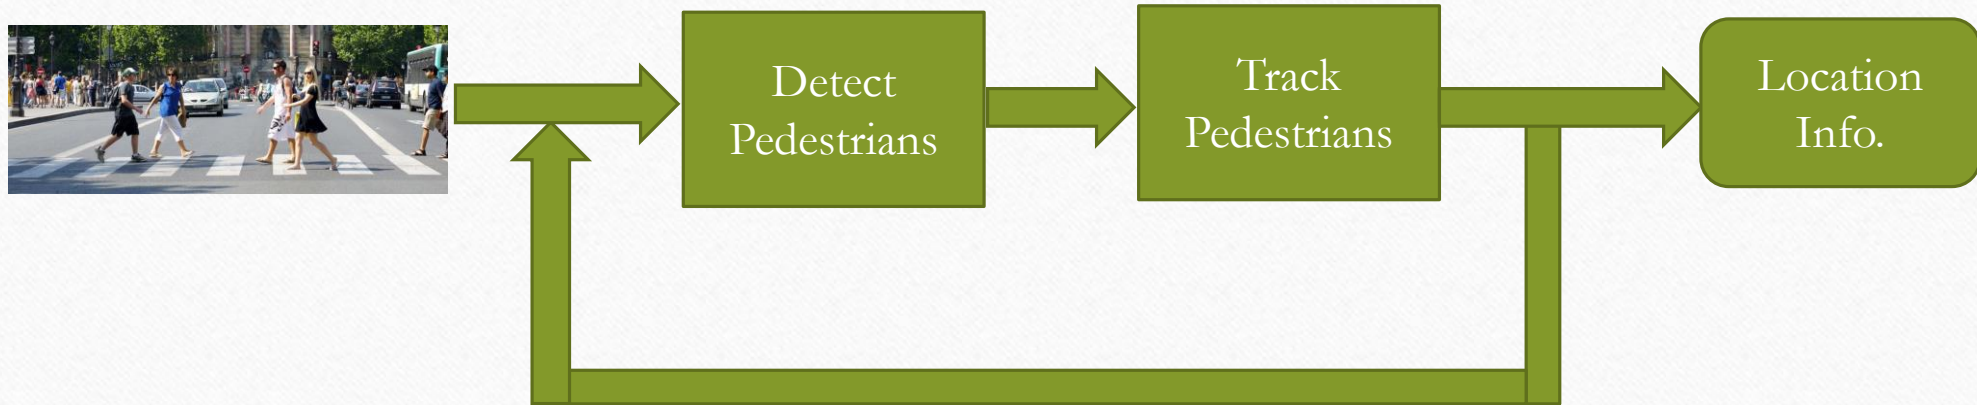 Detect
Pedestrians
Track
Pedestrians
Location
Info.